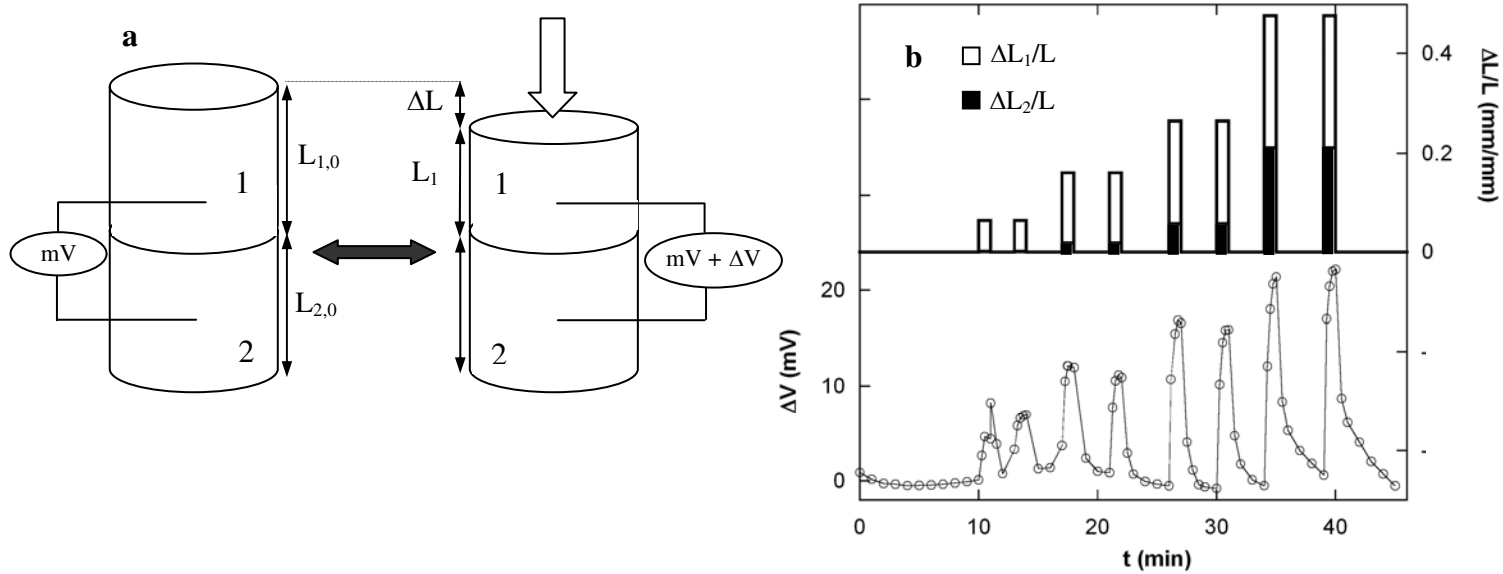 a
ΔL
L1,0
L1
1
1
mV
mV + ΔV
L2,0
2
2
b
ΔL1/L
ΔL2/L
0.4
0.2
0
ΔL/L (mm/mm)
20
10
0
ΔV (mV)
0
10
20
30
40
t (min)